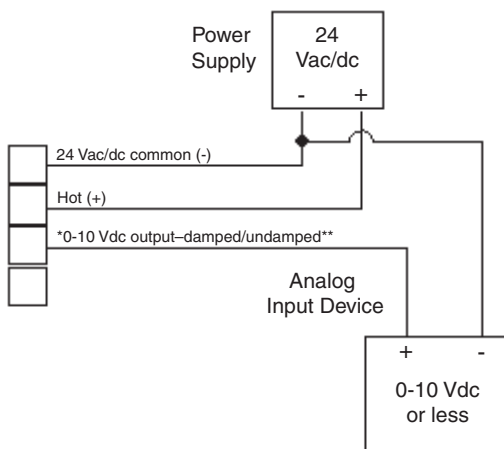 Power
Supply
24
Vac/dc
- +
24 Vac/dc common (-)
Hot (+)
*0-10 Vdc output–damped/undamped**
Analog
Input Device
+ -
0-10 Vdc
or less